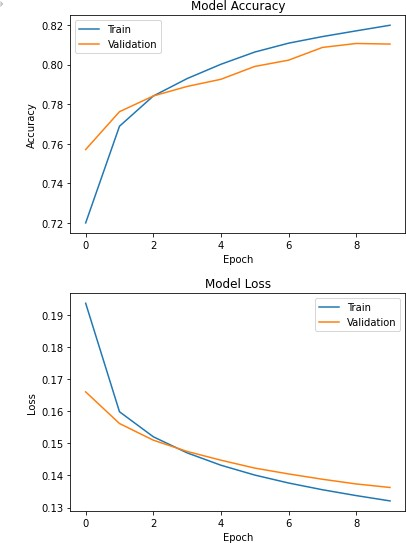 Model Accuracy
0.82
0.80
0.78
0.76
0.74
0.72
Accuracy
Train
Validation
0 2 4 6 8
Epoch
Model Loss
0.19
0.18
0.17
0.16
0.15
0.14
0.13
Loss
Train
Validation
0 2 4 6 8
Epoch